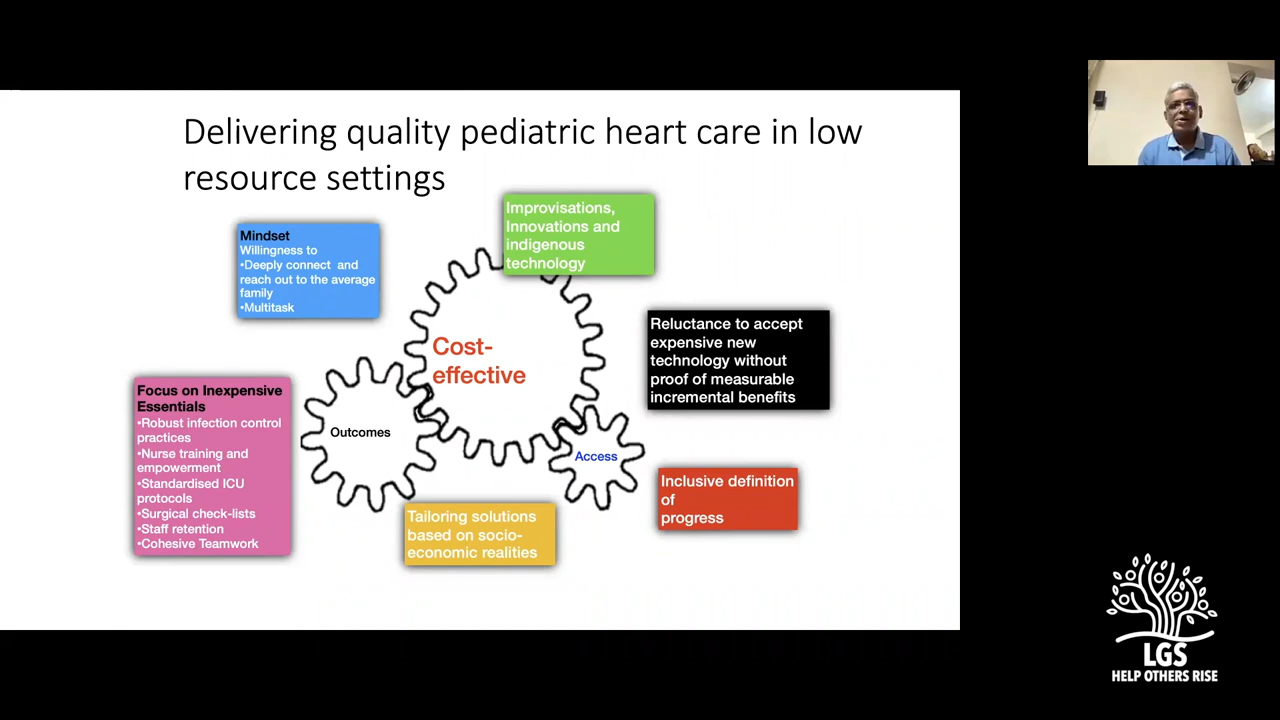 Delivering quality pediatric heart care in low
resource settings
Improvisations,
Innovations and
indigenous
technology
Mindset
Willingness to
•Deeply connect and
reach out to the average
family
•Multitask
Reluctance to accept
expensive new
technology without
proof of measurable
incremental benefits
Cost-
effective
Focus on Inexpensive
Essentials
•Robust infection control
practices
•Nurse training and
empowerment
•Standardised ICU
protocols
•Surgical check-lists
•Staff retention
•Cohesive Teamwork
Outcomes
Access
Inclusive definition
of
progress
Tailoring solutions
based on socio-
economic realities
LGS
HELP OTHERS RISE